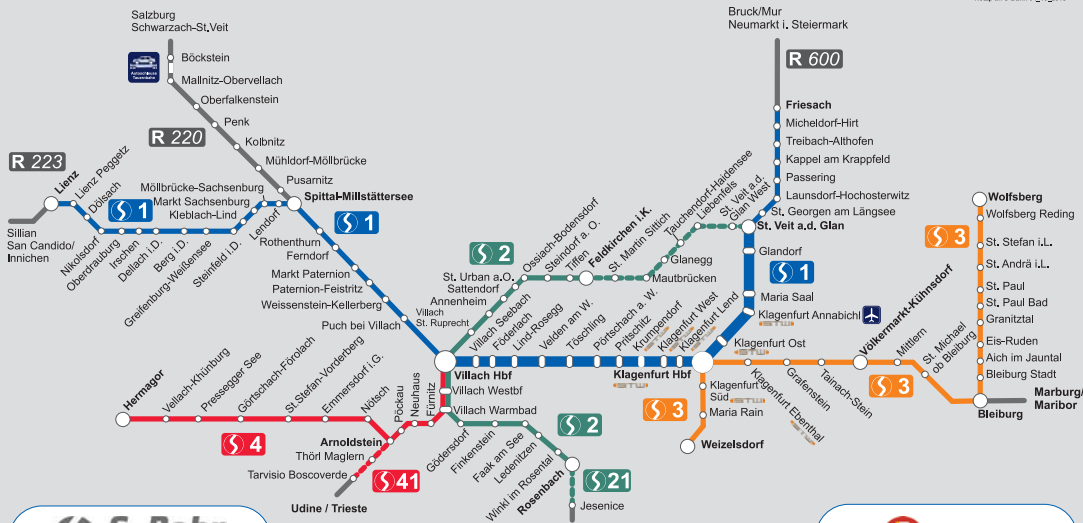 Salzburg
Schwarzach-St.Veit
Böckstein
Autoschleuse
Tauernbahn
Mallnitz-Obervellach
Oberfalkenstein
Penk
Kolbnitz
Mühldorf-Möllbrücke
Pusarnitz
Spittal-Millstättersee
R 220
R 223
Lienz
Lienz Peggetz
Dölsach
Sillian
San Candido/
Innichen
Nikolsdorf
Oberdrauburg
Irschen
Dellach i.D.
Berg i.D.
Greifenburg-Weißensee
Steinfeld i.D.
Kleblach-Lind
Markt Sachsenburg
Möllbrücke-Sachsenburg
Lendorf
S 1
S 1
Rothenthurn
Ferndorf
Markt Paternion
Paternion-Feistritz
Weissenstein-Kellerberg
Puch bei Villach
Villach
St. Ruprecht
Annenheim
Sattendorf
St. Urban a.O.
S 2
Ossiach-Bodensdorf
Steindorf a. O.
Tiffen
Feldkirchen i.K.
St. Martin Sittich
Mautbrücken
Glanegg
Tauchendorf-Haidensee
Liebenfels
St. Veit a.d.
Glan West
Bruck/Mur
Neumarkt i. Steiermark
R 600
Friesach
Micheldorf-Hirt
Treibach-Althofen
Kappel am Krappfeld
Passering
Launsdorf-Hochosterwitz
St. Georgen am Längsee
St. Veit a.d. Glan
Glandorf
S 1
Maria Saal
Klagenfurt Annabichl
STW
Villach Hbf
Villach Seebach
Föderlach
Lind-Rosegg
Velden am W.
Töschling
Pörtschach a. W.
Pritschitz
Krumpendorf
STW
Klagenfurt West
STW
Klagenfurt Lend
STW
Klagenfurt Hbf
STW
Klagenfurt Ost
STW
Klagenfurt Ebenthal
STW
Grafenstein
Tainach-Stein
Völkermarkt-Kühnsdorf
Mittlern
St. Michael
ob Bleiburg
S 3
Klagenfurt
Süd
STW
Maria Rain
Weizelsdorf
S 3
Wolfsberg
Wolfsberg Reding
S 3
St. Stefan i.L.
St. Andrä i.L.
St. Paul
St. Paul Bad
Granitztal
Eis-Ruden
Aich im Jauntal
Bleiburg Stadt
Bleiburg
Marburg/
Maribor
Hermagor
Vellach-Khünburg
Pressegger See
Görtschach-Förolach
St.Stefan-Vorderberg
Emmersdorf i.G.
Nötsch
S 4
Arnoldstein
Pöckau
Neuhaus
Fürnitz
Thörl Maglern
Tarvisio Boscoverde
S 41
Udine / Trieste
Villach Westbf
Villach Warmbad
Gödersdorf
Finkenstein
Faak am See
Ledenitzen
Winkl im Rosental
Rosenbach
S 2
S 21
Jesenice